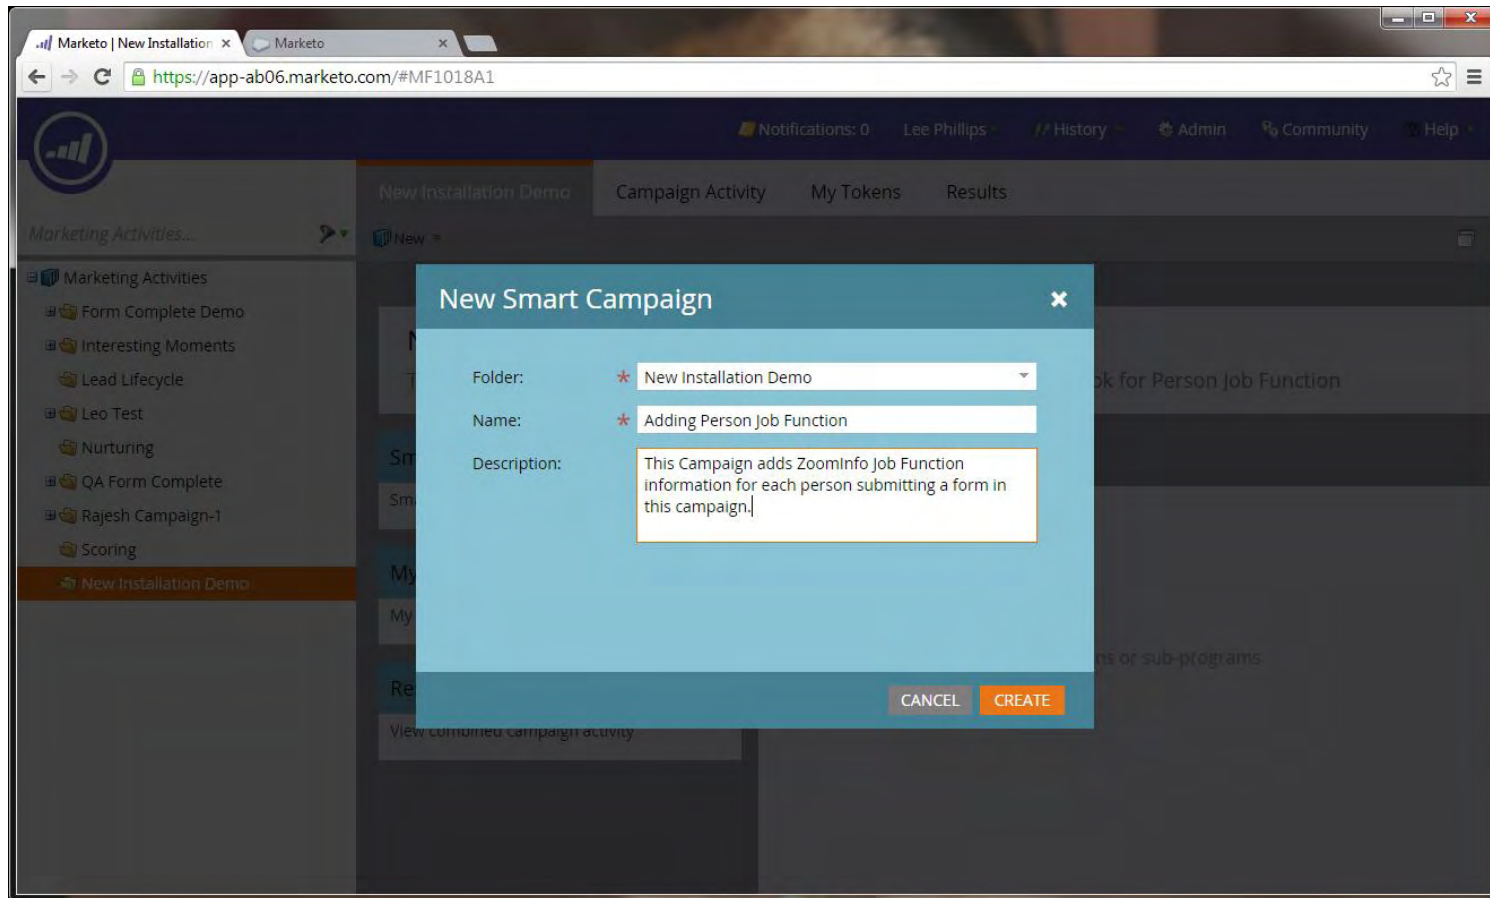 Marketo | New Installation
Marketo
https://app-ab06.marketo.com/#MF1018A1
Notifications: 0
Lee Phillips
History
Admin
Community
Help
New Installation Demo
Campaign Activity
My Tokens
Results
Marketing Activities...
New
Marketing Activities
Form Complete Demo
Interesting Moments
Lead Lifecycle
Leo Test
Nurturing
QA Form Complete
Rajesh Campaign-1
Scoring
New Installation Demo
for Person Job Function
My
My
or sub-programs
View combined campaign activity
New Smart Campaign
Folder:
* New Installation Demo
Name:
* Adding Person Job Function
Description:
This Campaign adds ZoomInfo Job Function
information for each person submitting a form in
this campaign.
CANCEL
CREATE